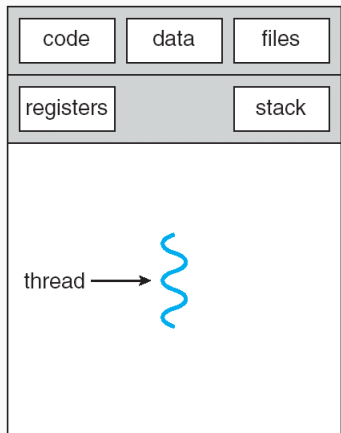 code data files
registers stack
thread